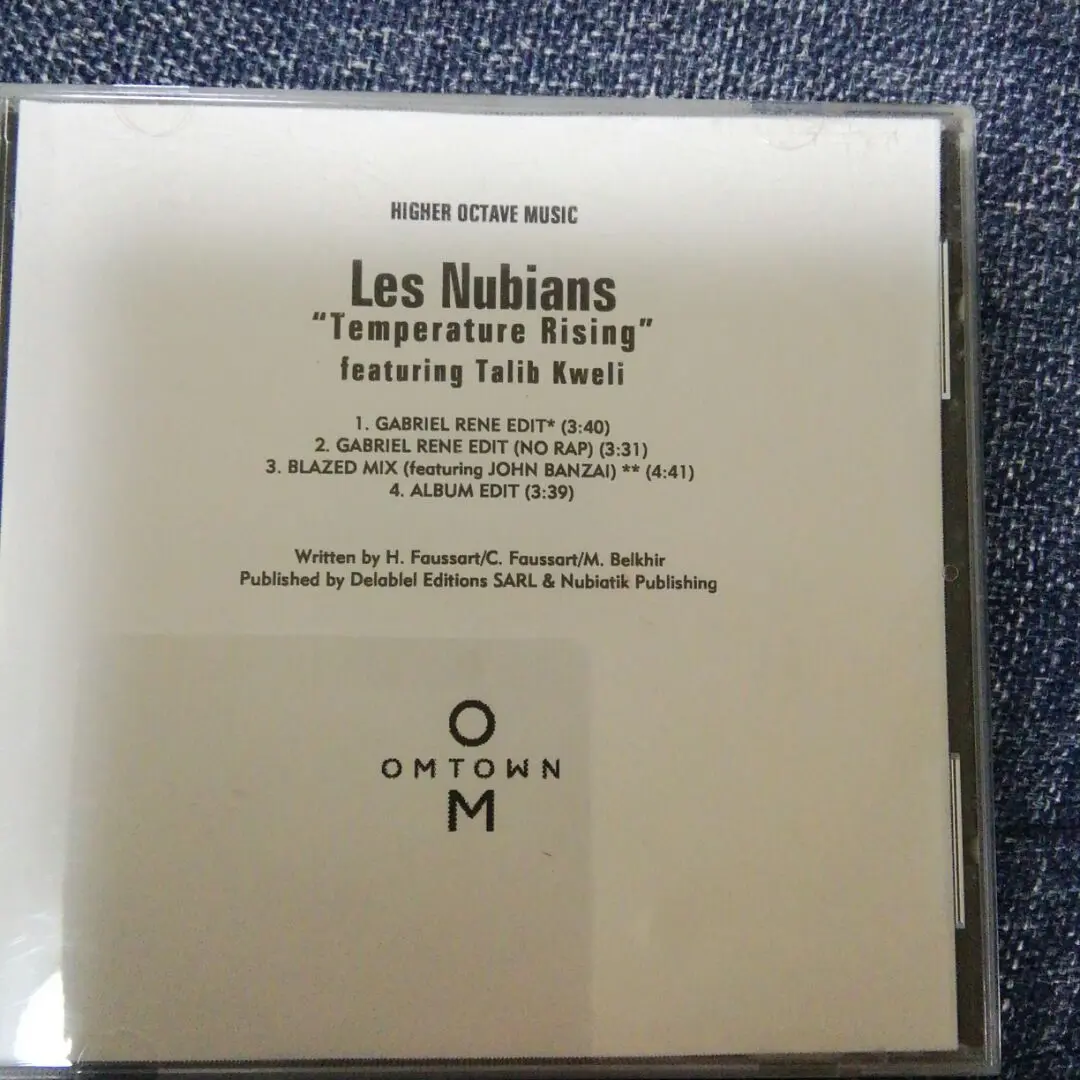 HIGHER OCTAVE MUSIC
Les Nubians
"Temperature Rising"
featuring Talib Kweli
1. GABRIEL RENE EDIT* (3:40)
2. GABRIEL RENE EDIT (NO RAP) (3:31)
3. BLAZED MIX (featuring JOHN BANZAI) ** (4:41)
4. ALBUM EDIT (3:39)
Written by H. Faussart/C. Faussart/M. Belkhir
Published by Delablel Editions SARL & Nubiatik Publishing
O
OMTOWN
M